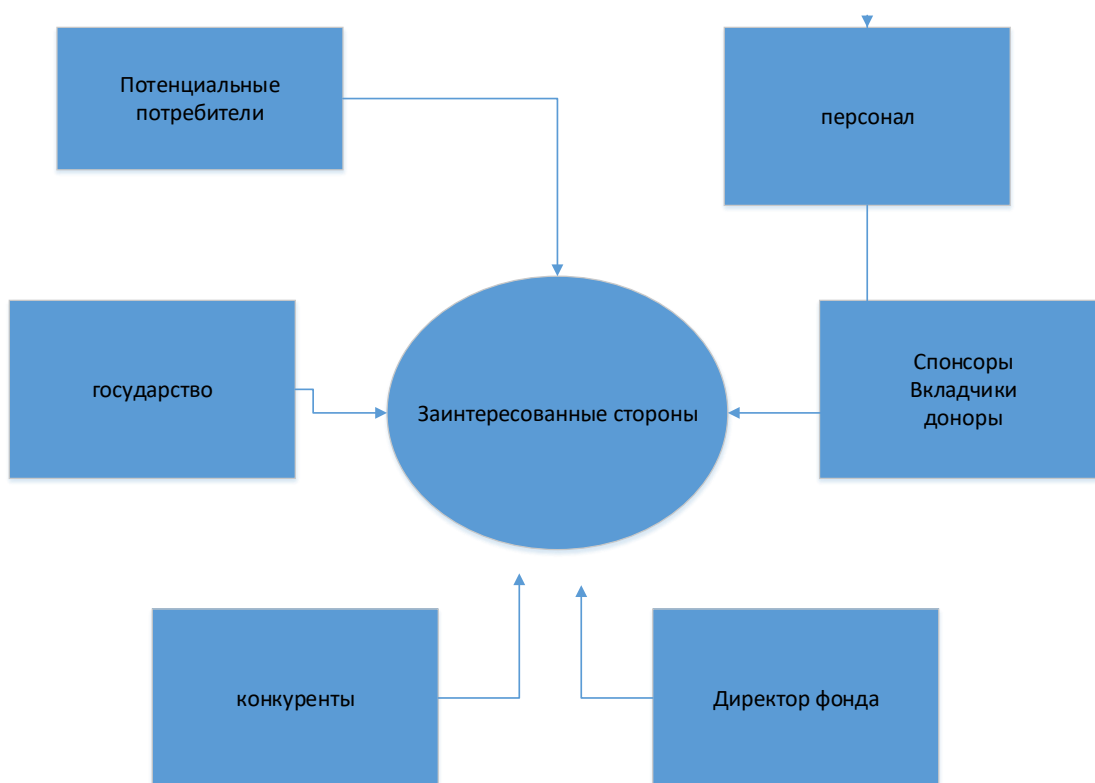 Потенциальные
потребители
персонал
государство
Заинтересованные стороны
Спонсоры
Вкладчики
доноры
конкуренты
Директор фонда